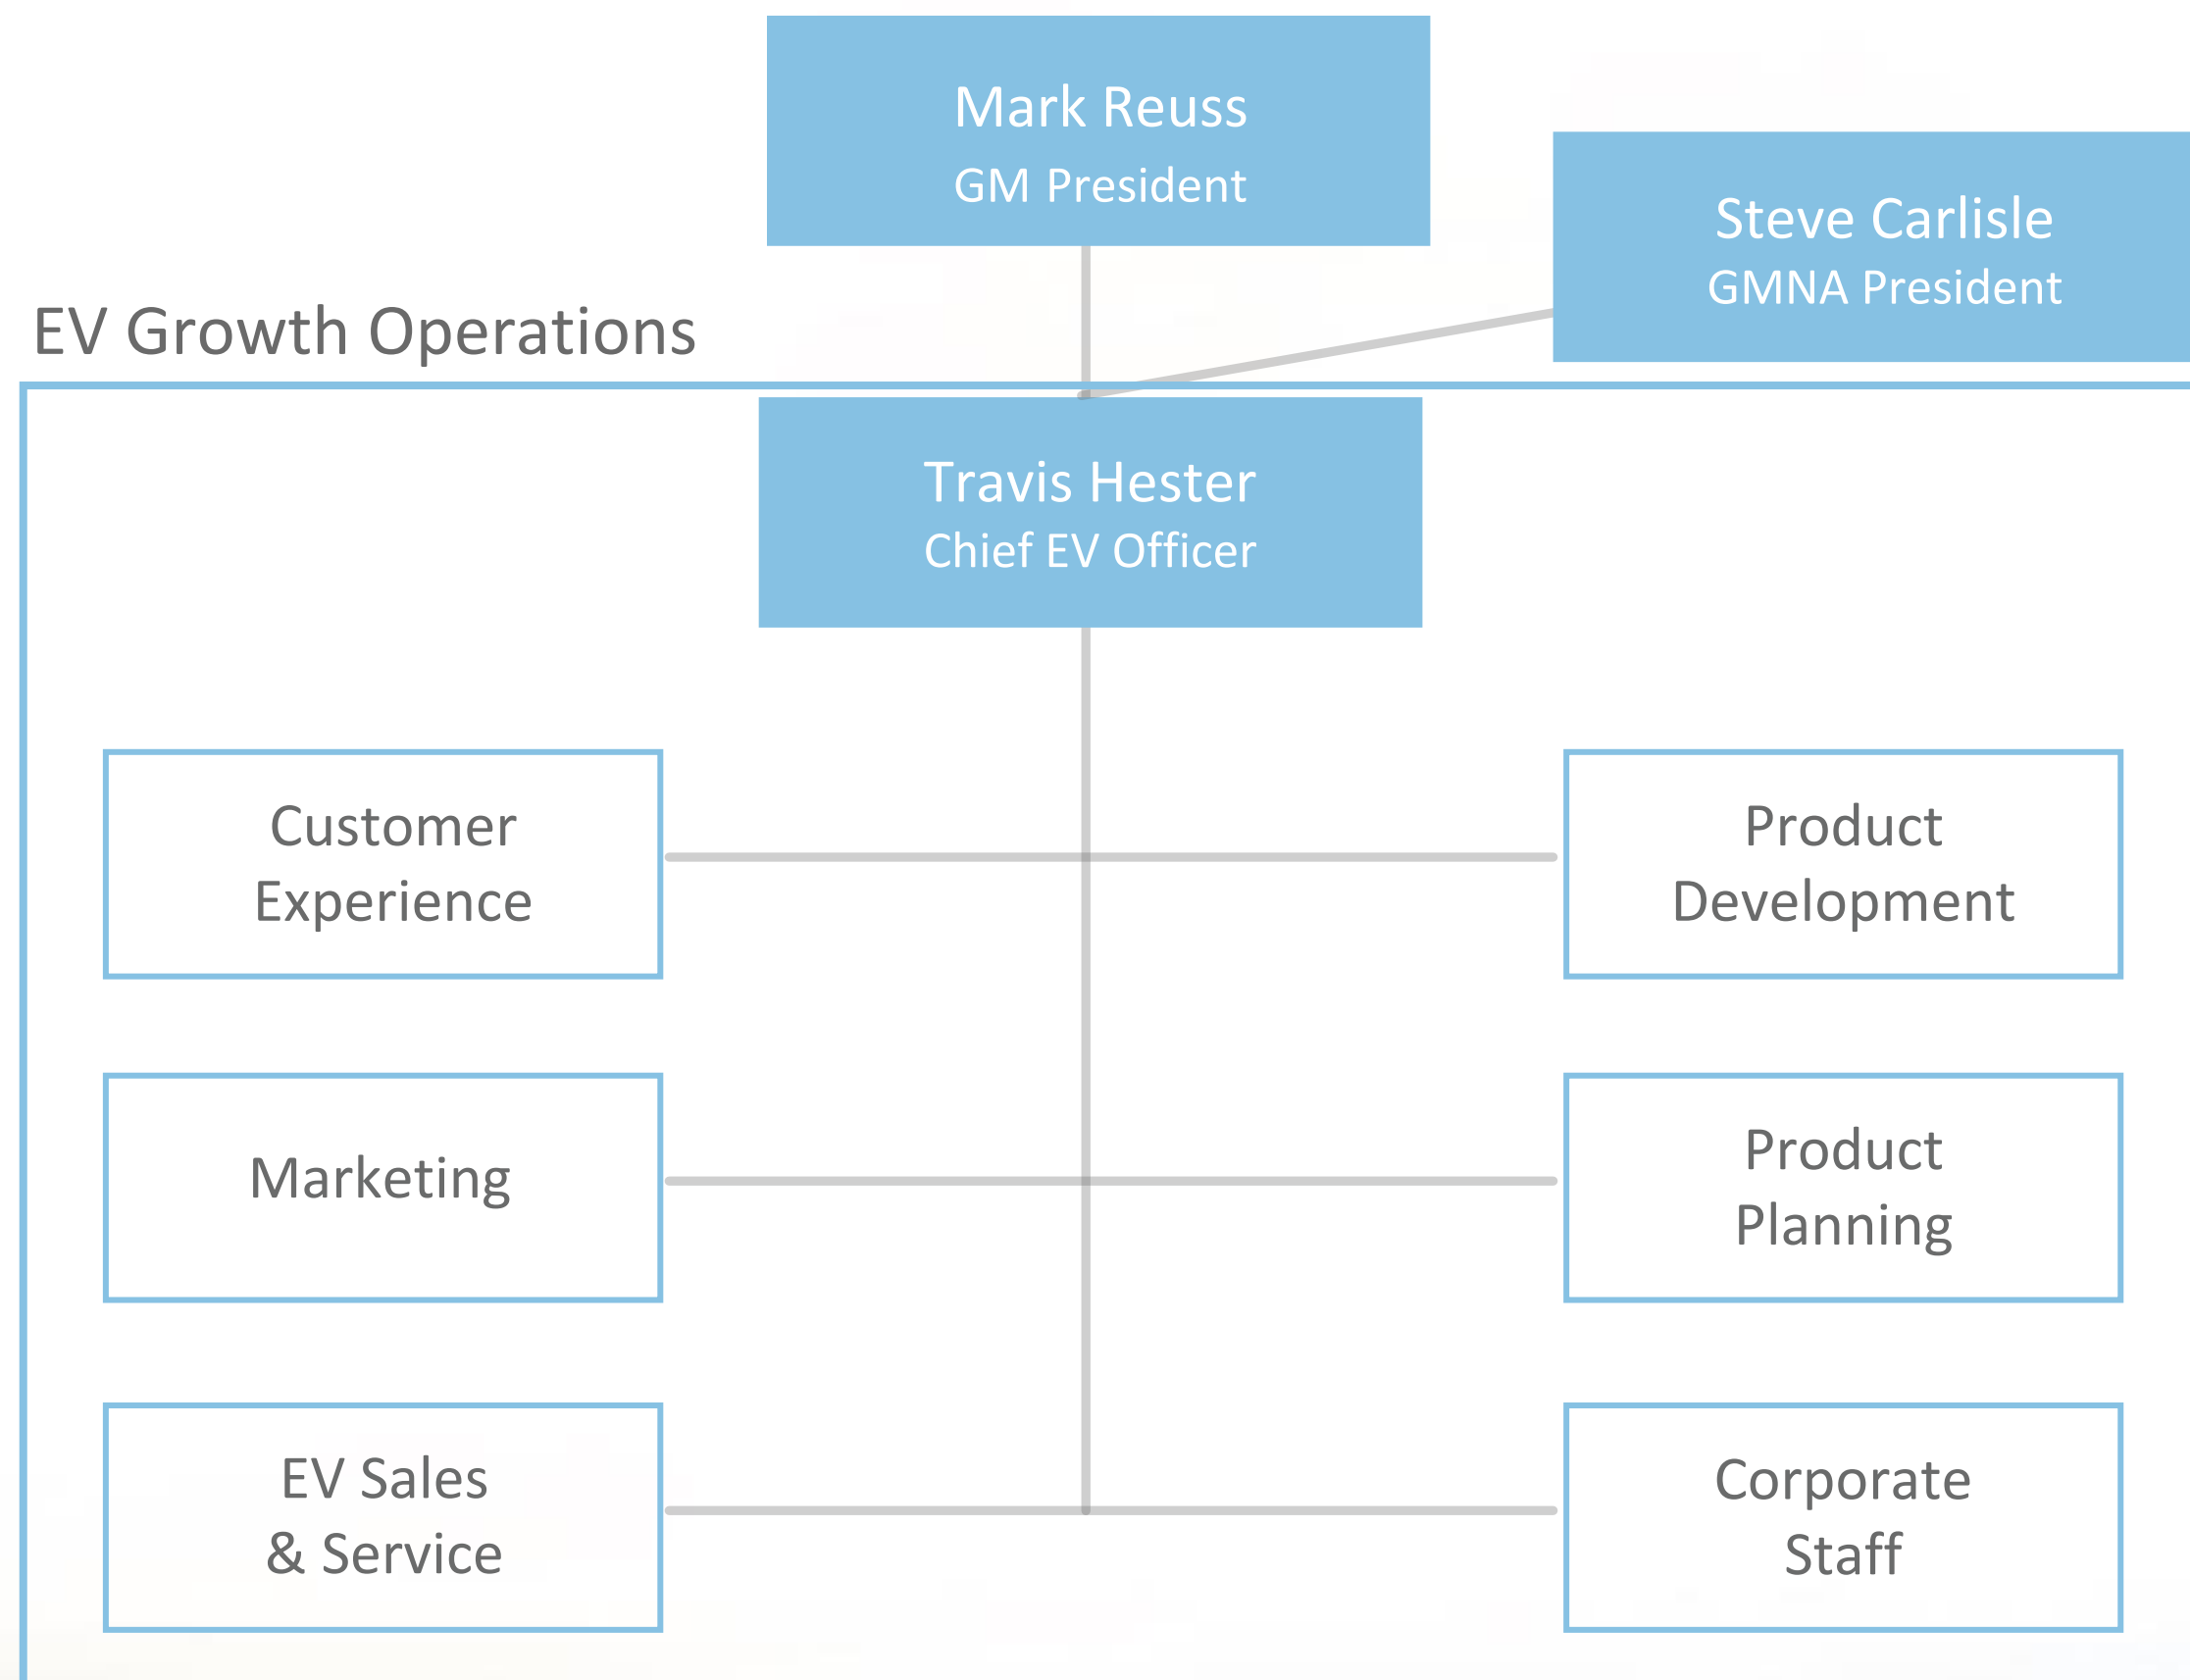 Mark Reuss
GM President
Steve Carlisle
GMNA President
EV Growth Operations
Travis Hester
Chief EV Officer
Customer
Experience
Product
Development
Marketing
Product
Planning
EV Sales
& Service
Corporate
Staff